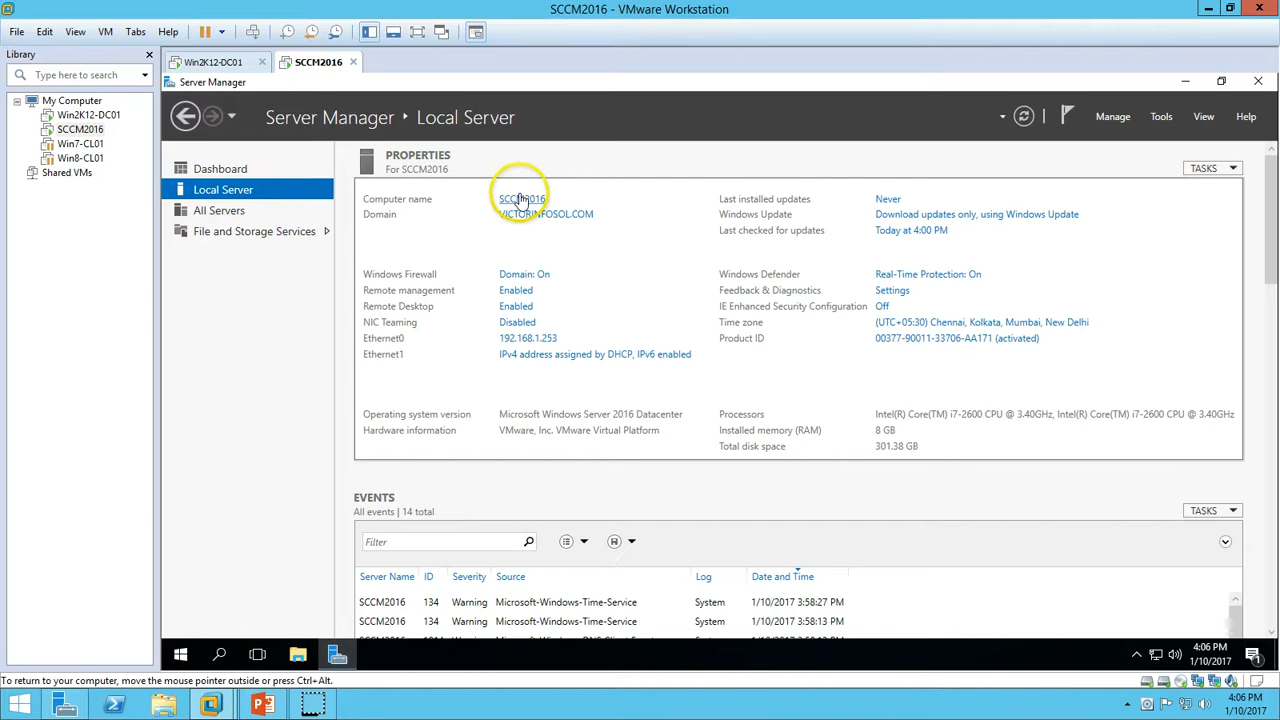 SCCM2016 - VMware Workstation
File Edit View VM Tabs Help
Library
Type here to search
My Computer
Win2K12-DC01
SCCM2016
Win7-CL01
Win8-CL01
Shared VMs
Win2K12-DC01
SCCM2016
Server Manager
Server Manager • Local Server
Manage Tools View Help
Dashboard
Local Server
All Servers
File and Storage Services
PROPERTIES
For SCCM2016
TASKS
Computer name SCCM2016 Last installed updates Never
Domain VICTORINFOSOL.COM Windows Update Download updates only, using Windows Update
Last checked for updates Today at 4:00 PM
Windows Firewall Domain: On Windows Defender Real-Time Protection: On
Remote management Enabled Feedback & Diagnostics Settings
Remote Desktop Enabled IE Enhanced Security Configuration Off
NIC Teaming Disabled Time zone (UTC+05:30) Chennai, Kolkata, Mumbai, New Delhi
Ethernet0 192.168.1.253 Product ID 00377-90011-33706-AA171 (activated)
Ethernet1 IPv4 address assigned by DHCP, IPv6 enabled
Operating system version Microsoft Windows Server 2016 Datacenter Processors Intel(R) Core(TM) i7-2600 CPU @ 3.40GHz, Intel(R) Core(TM) i7-2600 CPU @ 3.40GHz
Hardware information VMware, Inc. VMware Virtual Platform Installed memory (RAM) 8 GB
Total disk space 301.38 GB
EVENTS
All events | 14 total
TASKS
Filter
Server Name ID Severity Source Log Date and Time
SCCM2016 134 Warning Microsoft-Windows-Time-Service System 1/10/2017 3:58:27 PM
SCCM2016 134 Warning Microsoft-Windows-Time-Service System 1/10/2017 3:58:13 PM
4:06 PM
1/10/2017
To return to your computer, move the mouse pointer outside or press Ctrl+Alt.
4:06 PM
1/10/2017